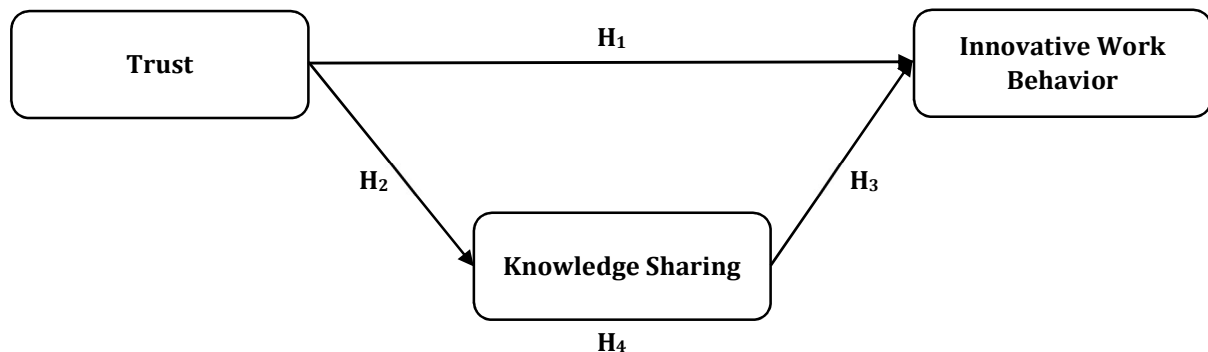 H₁
Trust
Innovative Work
Behavior
H₂
H₃
Knowledge Sharing
H₄